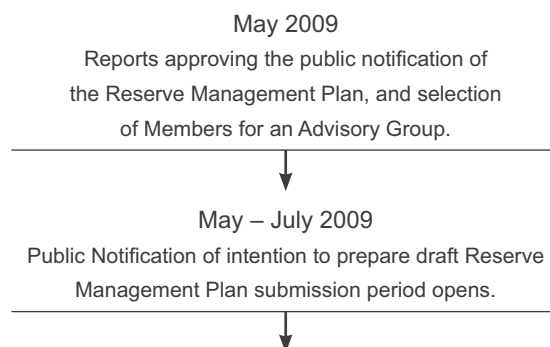 May 2009
Reports approving the public notification of
the Reserve Management Plan, and selection
of Members for an Advisory Group.
May – July 2009
Public Notification of intention to prepare draft Reserve
Management Plan submission period opens.